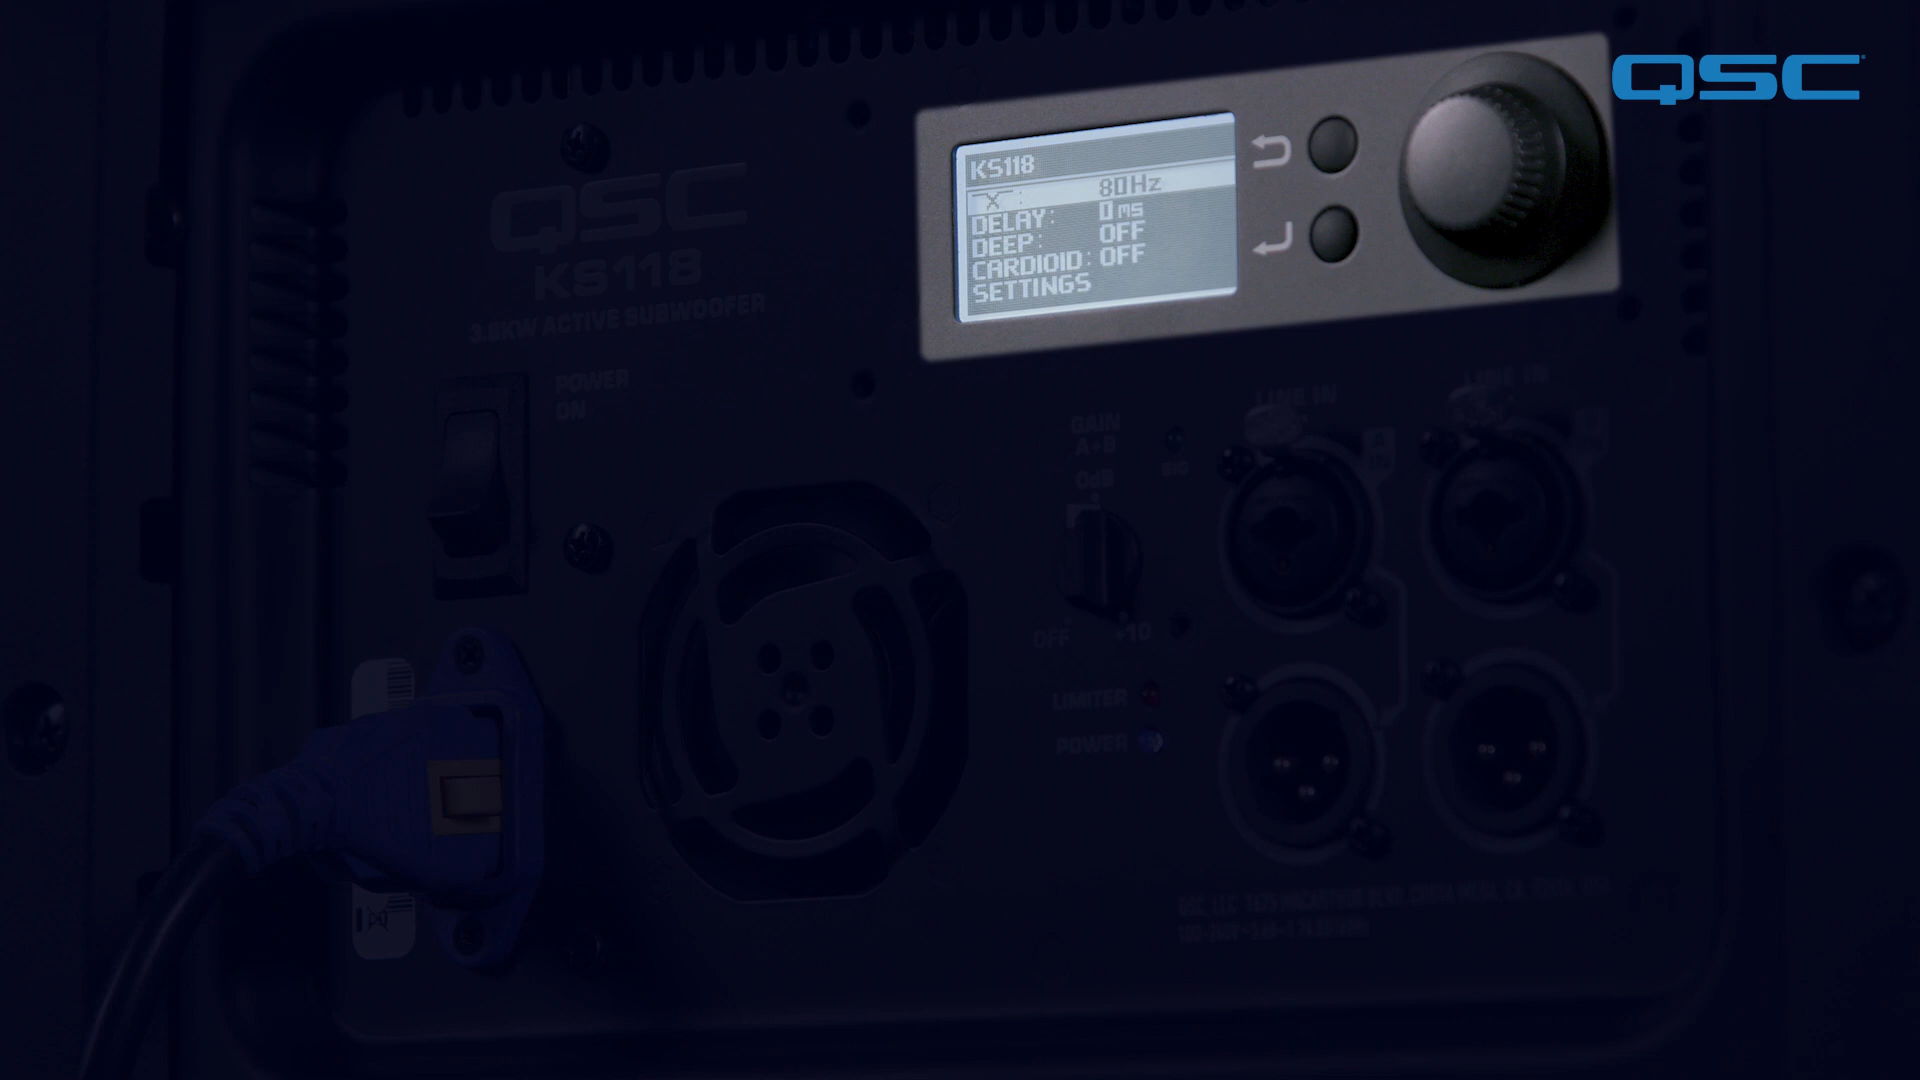 QSC
KS118
X : 80Hz
DELAY: 0ms
DEEP: OFF
CARDIOID: OFF
SETTINGS
QSC
KS118
3.6KW ACTIVE SUBWOOFER
POWER
ON
GAIN
A+B
0dB
SIG
OFF -10
LIMITER
POWER
LINE IN
LINE IN